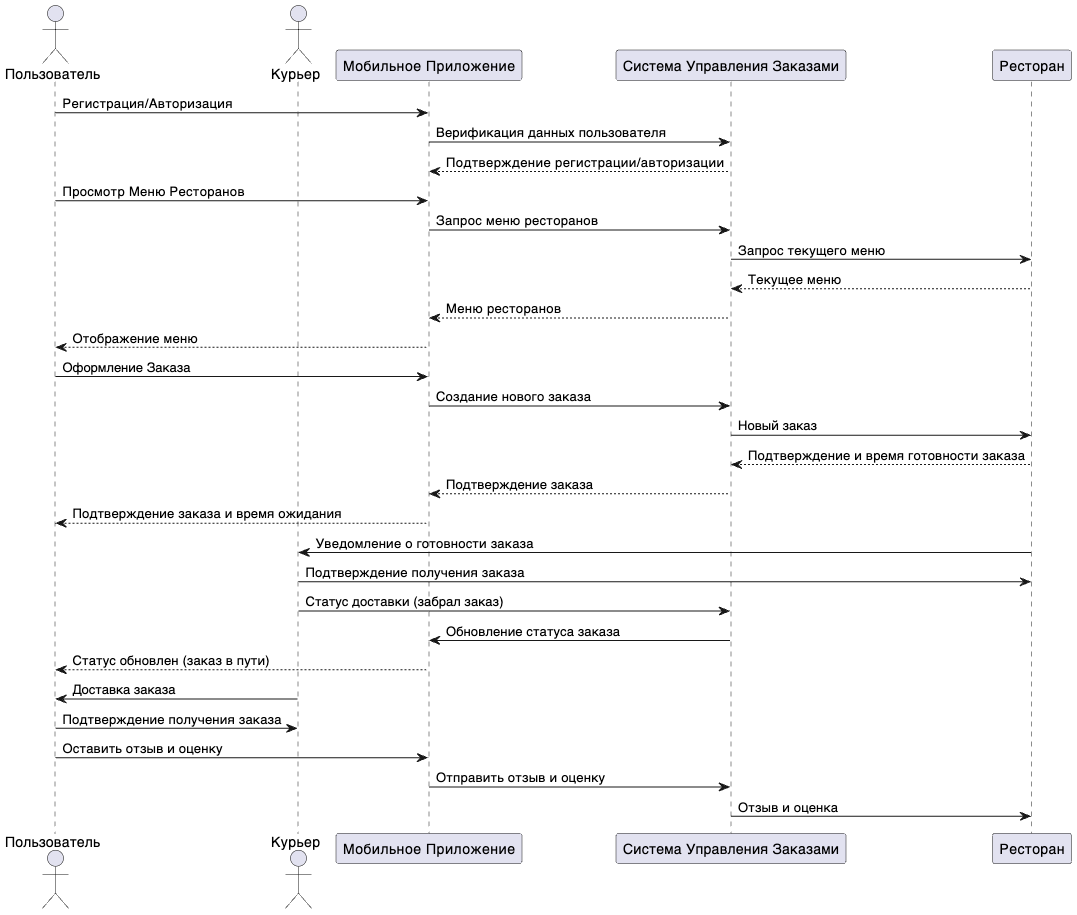 Пользователь
Курьер
Мобильное Приложение
Система Управления Заказами
Ресторан
Регистрация/Авторизация
Верификация данных пользователя
Подтверждение регистрации/авторизации
Просмотр Меню Ресторанов
Запрос меню ресторанов
Запрос текущего меню
Текущее меню
Меню ресторанов
Отображение меню
Оформление Заказа
Создание нового заказа
Новый заказ
Подтверждение и время готовности заказа
Подтверждение заказа
Подтверждение заказа и время ожидания
Уведомление о готовности заказа
Подтверждение получения заказа
Статус доставки (забрал заказ)
Обновление статуса заказа
Статус обновлен (заказ в пути)
Доставка заказа
Подтверждение получения заказа
Оставить отзыв и оценку
Отправить отзыв и оценку
Отзыв и оценка
Пользователь
Курьер
Мобильное Приложение
Система Управления Заказами
Ресторан